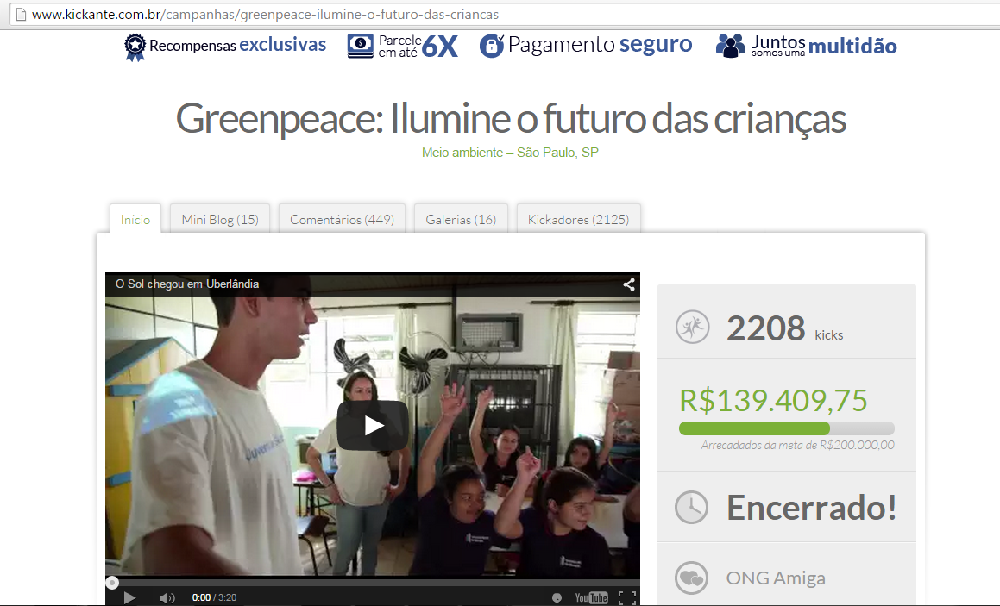 www.kickante.com.br/campanhas/greenpeace-ilumine-o-futuro-das-criancas
Recompensas exclusivas
Parcele em até 6X
Pagamento seguro
Juntos somos uma multidão
Greenpeace: Ilumine o futuro das crianças
Meio ambiente – São Paulo, SP
Início
Mini Blog (15)
Comentários (449)
Galerias (16)
Kickadores (2125)
O Sol chegou em Uberlândia
2208 kicks
R$139.409,75
Arrecadados da meta de R$200.000,00
Encerrado!
ONG Amiga
0:00 / 3:20
YouTube